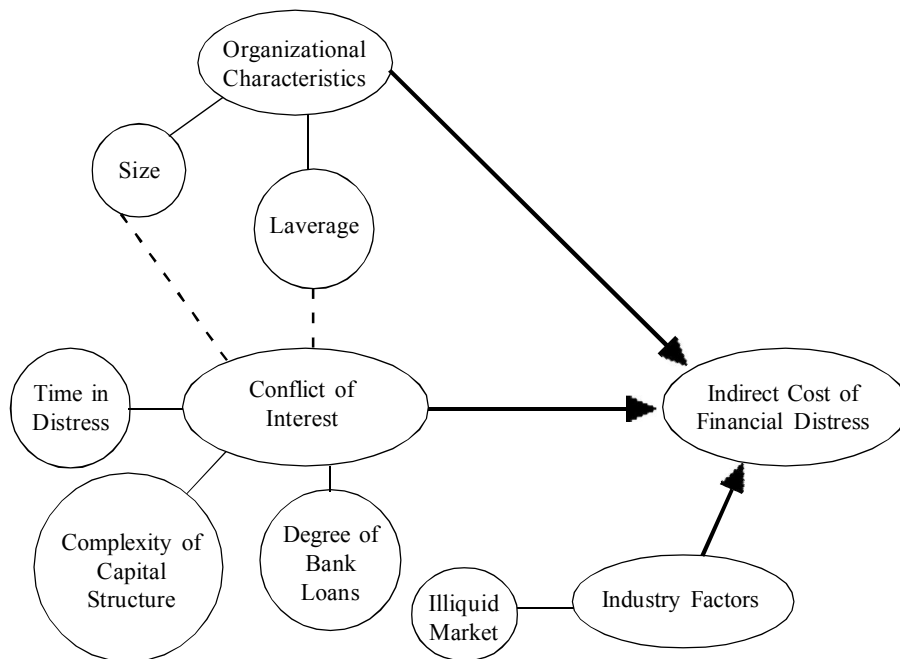 Organizational
Characteristics
Size
Laverage
Time in
Distress
Conflict of
Interest
Indirect Cost of
Financial Distress
Complexity of
Capital
Structure
Degree of
Bank
Loans
Illiquid
Market
Industry Factors